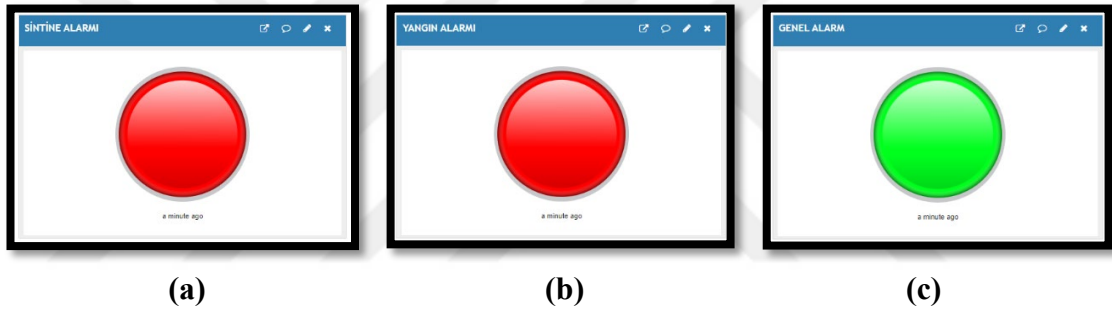 SİNTİNE ALARMI
a minute ago
(a)
YANGIN ALARMI
a minute ago
(b)
GENEL ALARM
a minute ago
(c)